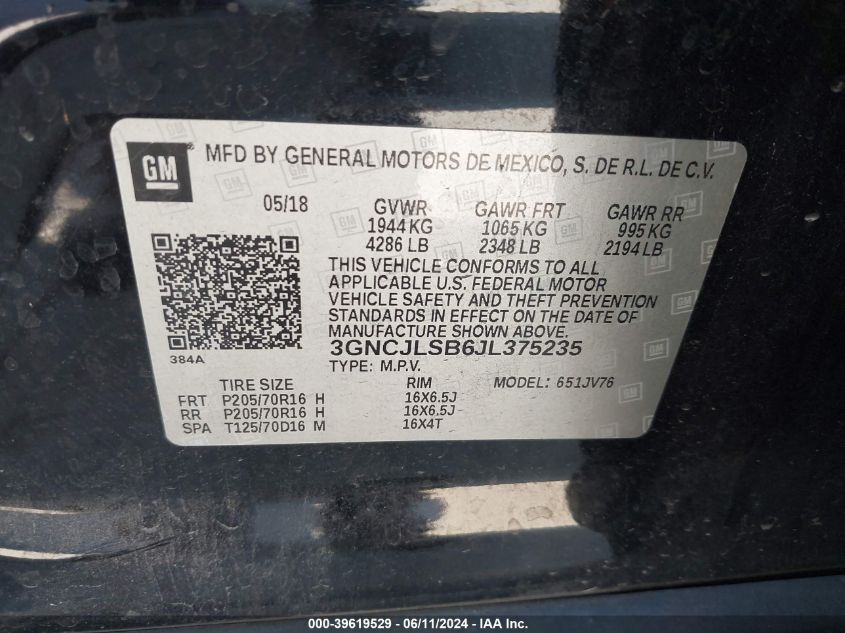 GM ® MFD BY GENERAL MOTORS DE MEXICO, S. DE R.L. DE C.V.
05/18 GVWR GAWR FRT GAWR RR
1944 KG 1065 KG 995 KG
4286 LB 2348 LB 2194 LB
THIS VEHICLE CONFORMS TO ALL
APPLICABLE U.S. FEDERAL MOTOR
VEHICLE SAFETY AND THEFT PREVENTION
STANDARDS IN EFFECT ON THE DATE OF
MANUFACTURE SHOWN ABOVE.
384A 3GNCJLSB6JL375235
TYPE: M.P.V.
TIRE SIZE RIM MODEL: 651JV76
FRT P205/70R16 H 16X6.5J
RR P205/70R16 H 16X6.5J
SPA T125/70D16 M 16X4T
000-39619529 - 06/11/2024 - IAAI.com